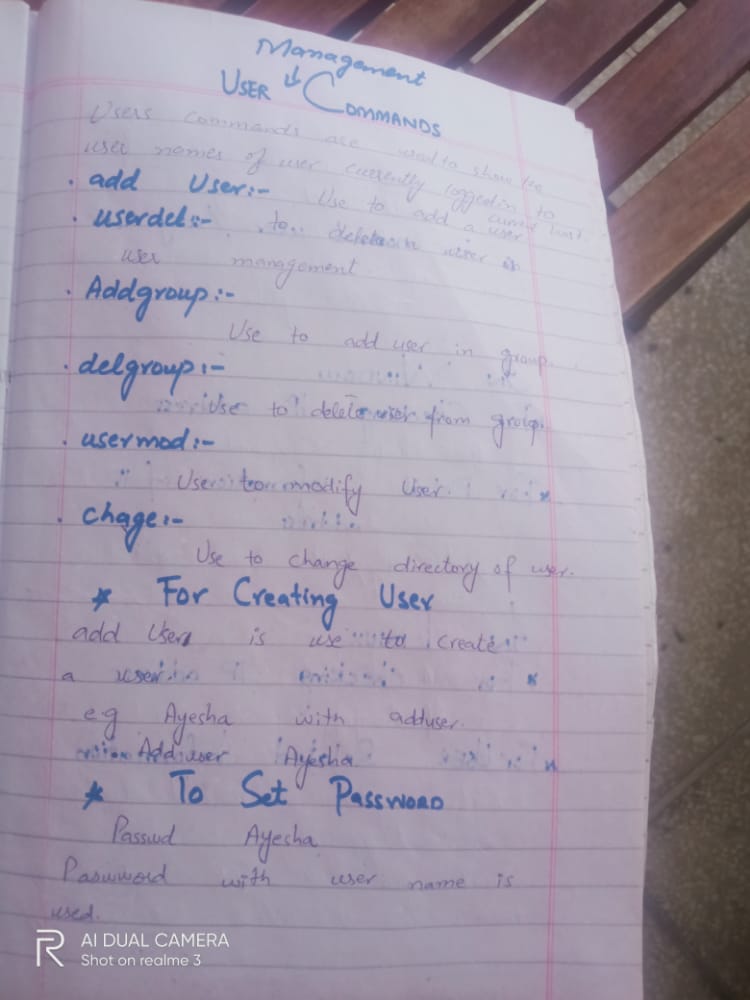 Management
USER ↓ COMMANDS
Users commands are used to show the
user names of user currently logged in to
current host
• add User:- Use to add a user
• userdel:- to delete user in
user management
• Addgroup:-
Use to add user in group.
• delgroup:-
Use to delete user from group.
• usermod:-
Use to modify User.
• Chage:-
Use to change directory of user.
* For Creating User
add User is use to create
a user
eg Ayesha with adduser.
Adduser Ayesha
* To Set PASSWORD
Passwd Ayesha
Password with user name is
used.
R AI DUAL CAMERA
Shot on realme 3